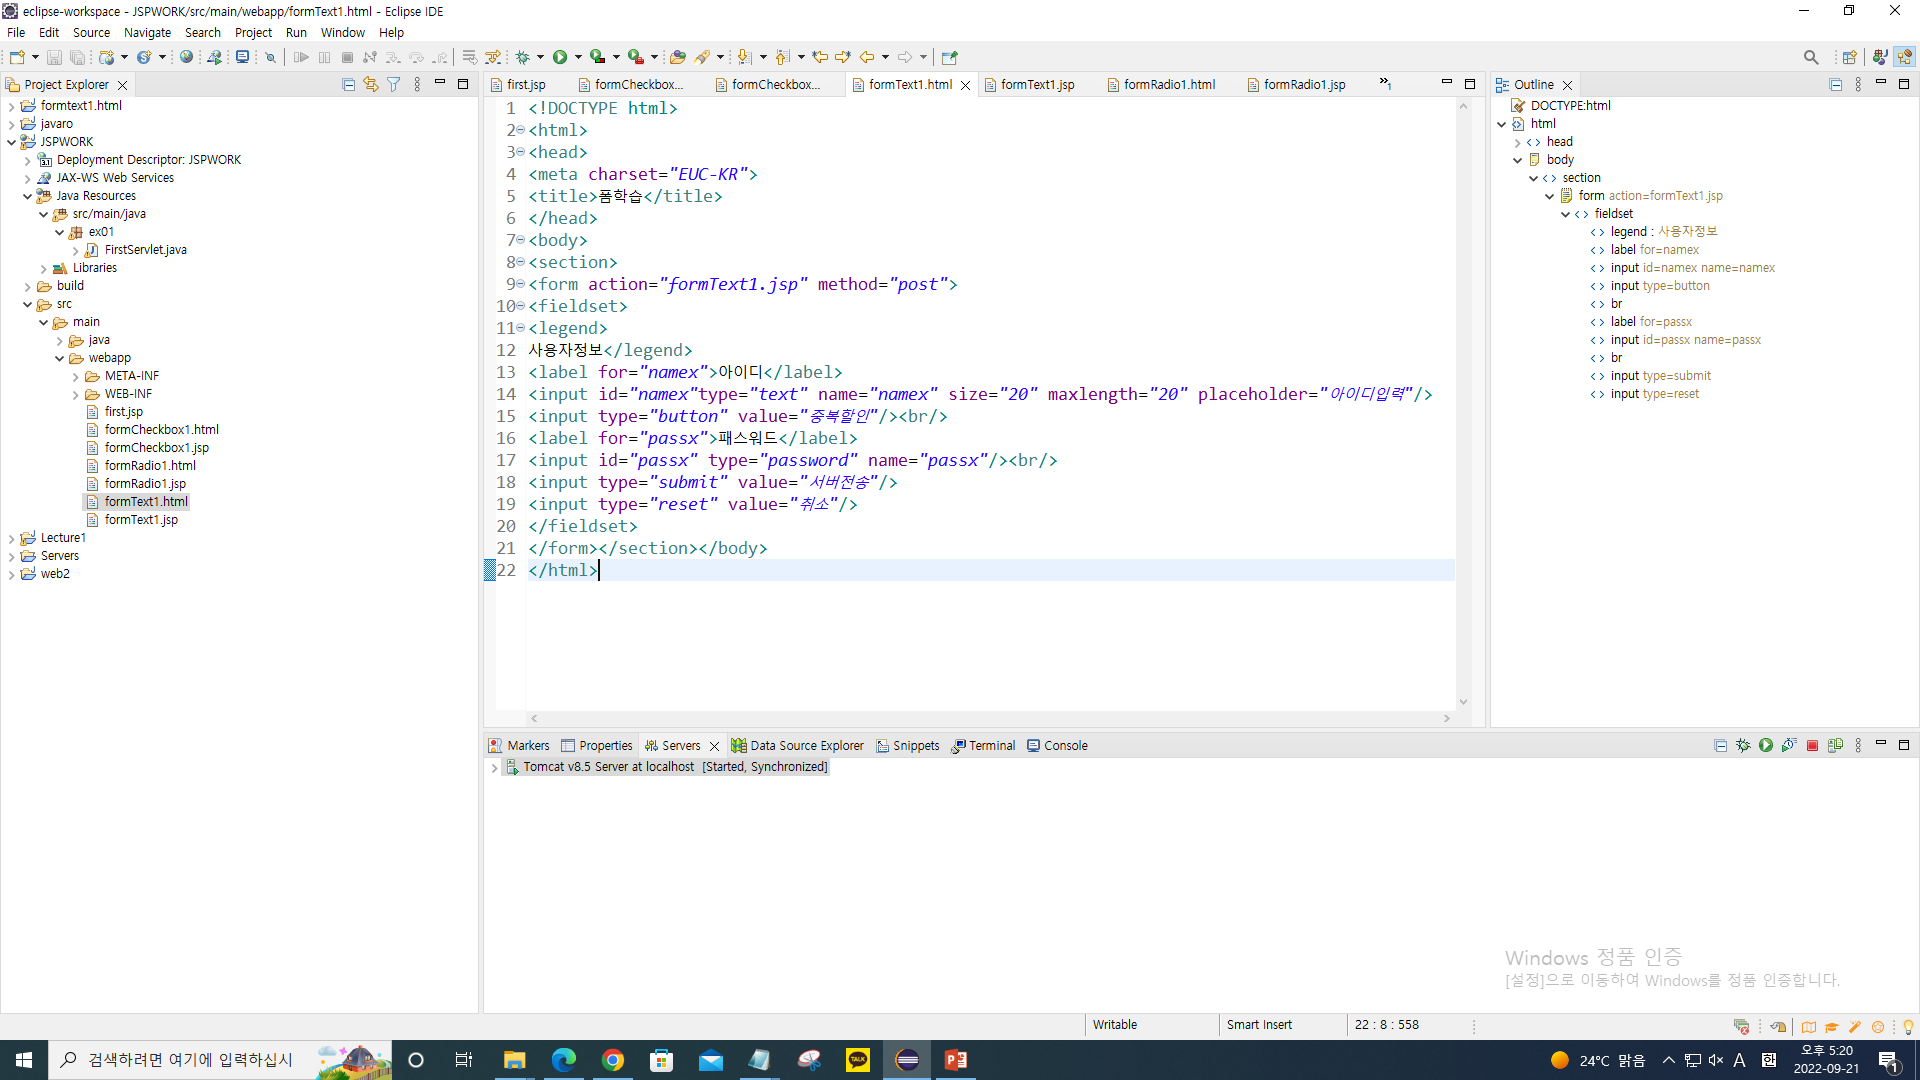 eclipse-workspace - JSPWORK/src/main/webapp/formText1.html - Eclipse IDE
File Edit Source Navigate Search Project Run Window Help
Project Explorer
formtext1.html
javaro
JSPWORK
Deployment Descriptor: JSPWORK
JAX-WS Web Services
Java Resources
src/main/java
ex01
FirstServlet.java
Libraries
build
src
main
java
webapp
META-INF
WEB-INF
first.jsp
formCheckbox1.html
formCheckbox1.jsp
formRadio1.html
formRadio1.jsp
formText1.html
formText1.jsp
Lecture1
Servers
web2
first.jsp formCheckbox... formCheckbox... formText1.html formText1.jsp formRadio1.html formRadio1.jsp »1
1 <!DOCTYPE html>
2 <html>
3 <head>
4 <meta charset="EUC-KR">
5 <title>폼학습</title>
6 </head>
7 <body>
8 <section>
9 <form action="formText1.jsp" method="post">
10 <fieldset>
11 <legend>
12 사용자정보</legend>
13 <label for="namex">아이디</label>
14 <input id="namex"type="text" name="namex" size="20" maxlength="20" placeholder="아이디입력"/>
15 <input type="button" value="중복할인"/><br/>
16 <label for="passx">패스워드</label>
17 <input id="passx" type="password" name="passx"/><br/>
18 <input type="submit" value="서버전송"/>
19 <input type="reset" value="취소"/>
20 </fieldset>
21 </form></section></body>
22 </html>
Outline
DOCTYPE:html
html
head
body
section
form action=formText1.jsp
fieldset
legend : 사용자정보
label for=namex
input id=namex name=namex
input type=button
br
label for=passx
input id=passx name=passx
br
input type=submit
input type=reset
Markers Properties Servers Data Source Explorer Snippets Terminal Console
Tomcat v8.5 Server at localhost [Started, Synchronized]
Windows 정품 인증
[설정]으로 이동하여 Windows를 정품 인증합니다.
Writable Smart Insert 22 : 8 : 558
검색하려면 여기에 입력하십시
TALK
24°C 맑음
A
한
오후 5:20
2022-09-21
1